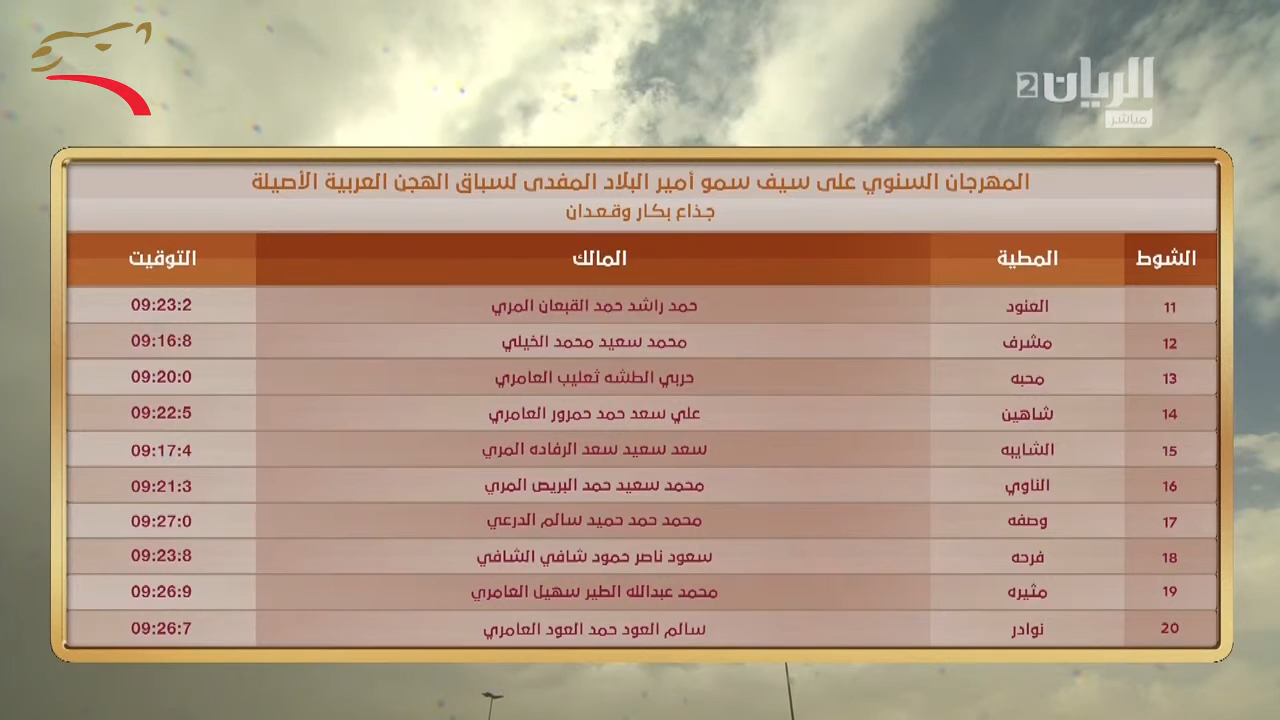 الريان 2
مباشر
المهرجان السنوي على سيف سمو أمير البلاد المفدى لسباق الهجن العربية الأصيلة
جذاع بكار وقعدان
الشوط المطية المالك التوقيت
11 العنود حمد راشد حمد القبعان المري 09:23:2
12 مشرف محمد سعيد محمد الخيلي 09:16:8
13 محبه حربي الطشه ثعليب العامري 09:20:0
14 شاهين علي سعد حمد حمرور العامري 09:22:5
15 الشايبه سعد سعيد سعد الرفاده المري 09:17:4
16 الناوي محمد سعيد حمد البريص المري 09:21:3
17 وصفه محمد حمد حميد سالم الدرعي 09:27:0
18 فرحه سعود ناصر حمود شافي الشافي 09:23:8
19 مثيره محمد عبدالله الطير سهيل العامري 09:26:9
20 نوادر سالم العود حمد العود العامري 09:26:7